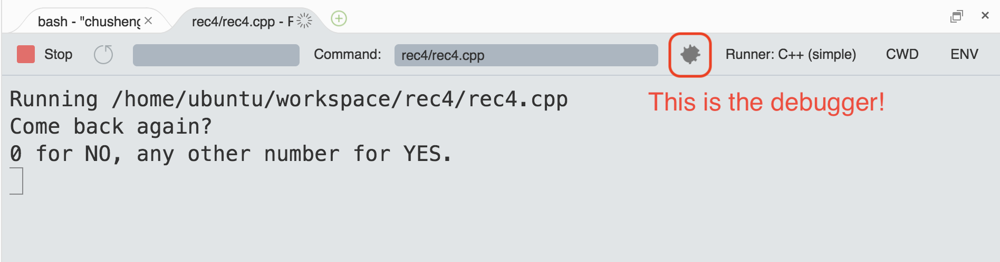 bash - "chusheng
rec4/rec4.cpp - F
Stop
Command:
rec4/rec4.cpp
Runner: C++ (simple)
CWD
ENV
Running /home/ubuntu/workspace/rec4/rec4.cpp
This is the debugger!
Come back again?
0 for NO, any other number for YES.